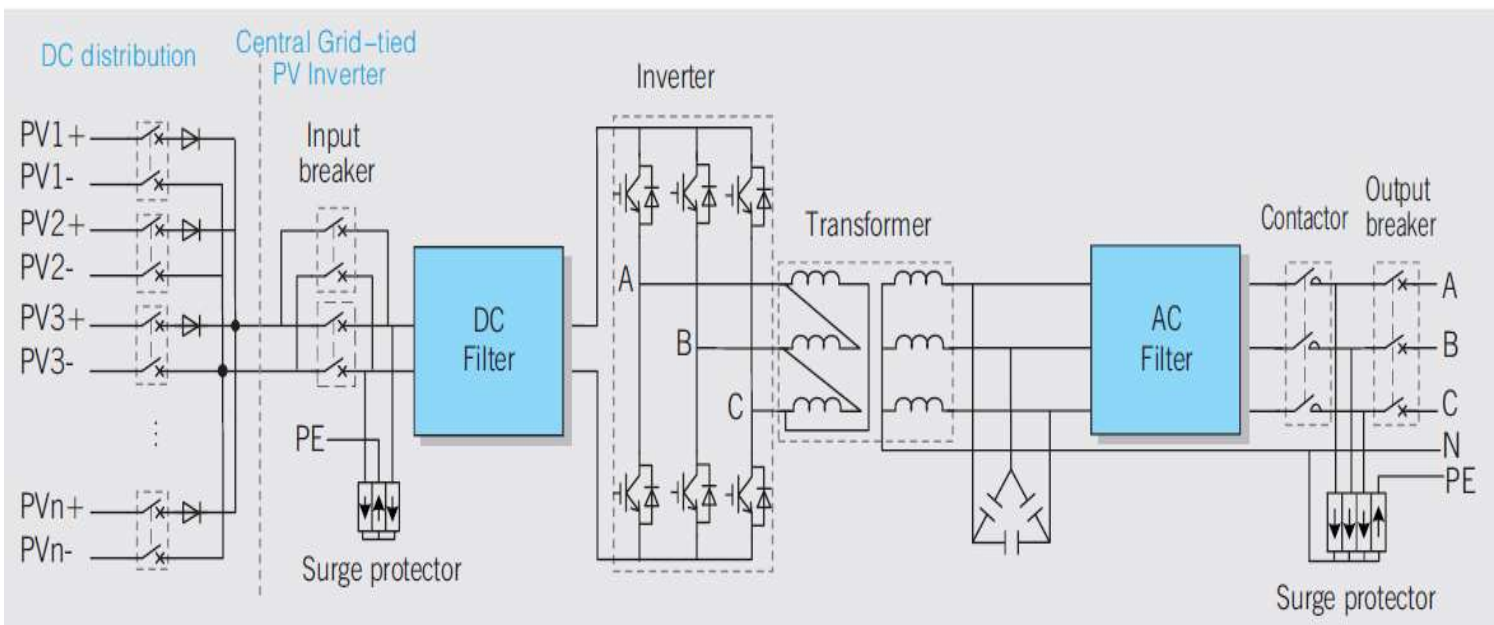 DC distribution
Central Grid-tied
PV Inverter
Inverter
PV1+
PV1-
PV2+
PV2-
PV3+
PV3-
PVn+
PVn-
Input
breaker
PE
Surge protector
DC
Filter
A
B
C
Transformer
AC
Filter
Contactor
Output
breaker
A
B
C
N
PE
Surge protector